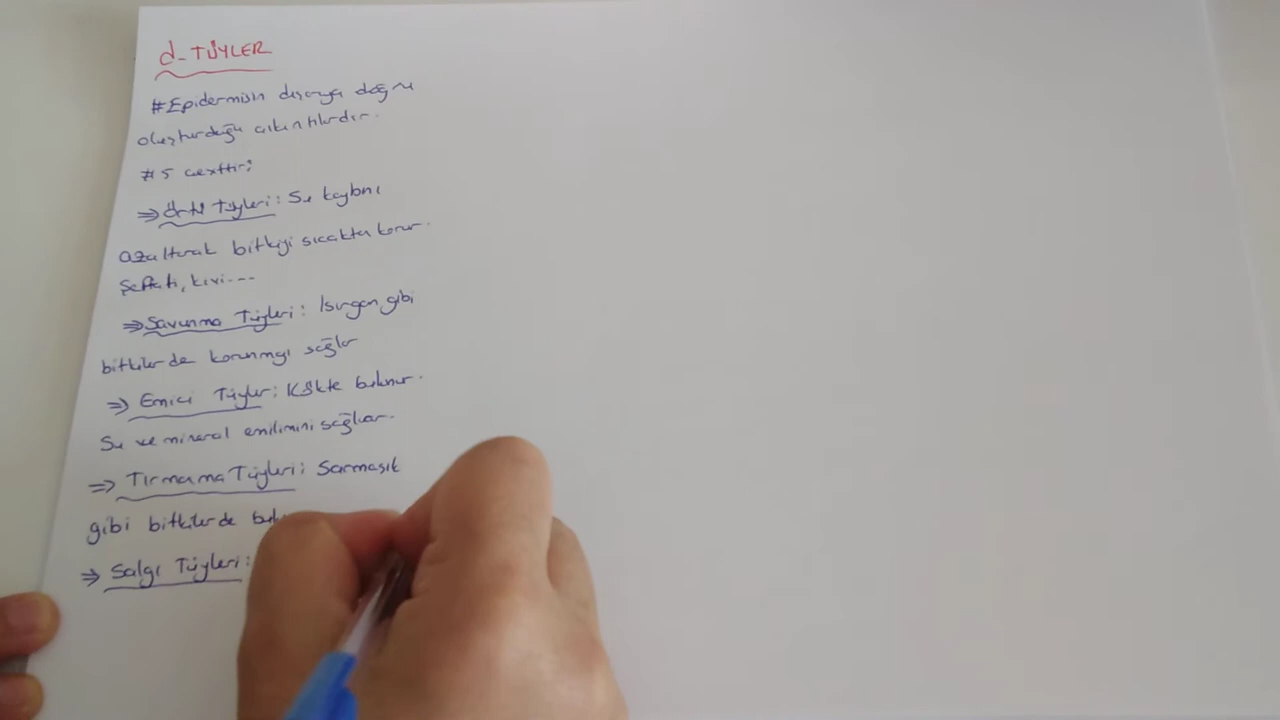 d- TÜYLER
# Epidermisin dışarıya doğru
oluşturduğu çıkıntılardır.
# 5 çeşittir;
⇒ Örtü Tüyleri: Su kaybını
azaltarak bitkiyi sıcaktan korur.
Şeftali, kivi----
⇒ Savunma Tüyleri: Isırgan gibi
bitkilerde korunmayı sağlar
⇒ Emici Tüyler: Kökte bulunur.
Su ve mineral emilimini sağlar.
⇒ Tırmanma Tüyleri: Sarmaşık
gibi bitkilerde
⇒ Salgı Tüyleri: